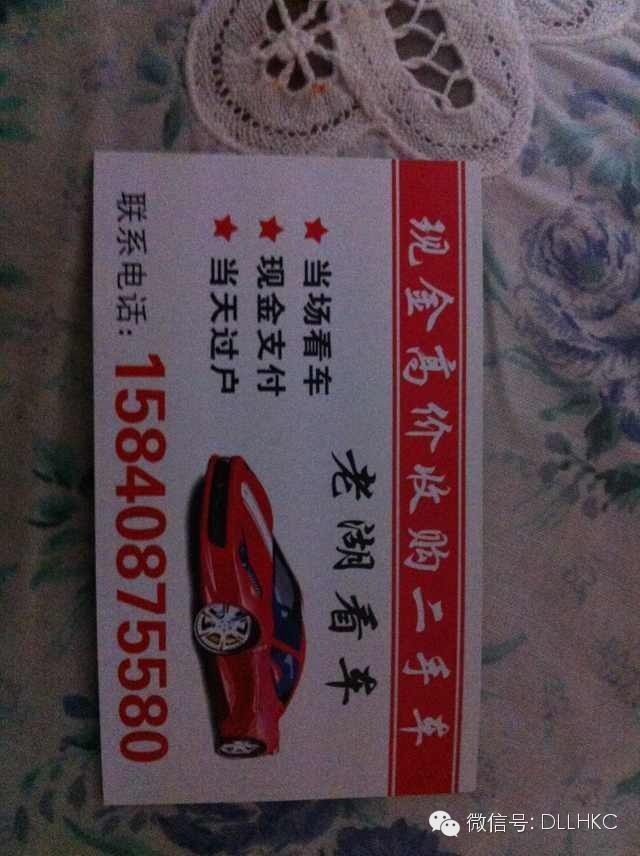 现金高价收购二手车
老湖看车
当场看车
现金支付
当天过户
联系电话：15840875580
微信号: DLLHKC